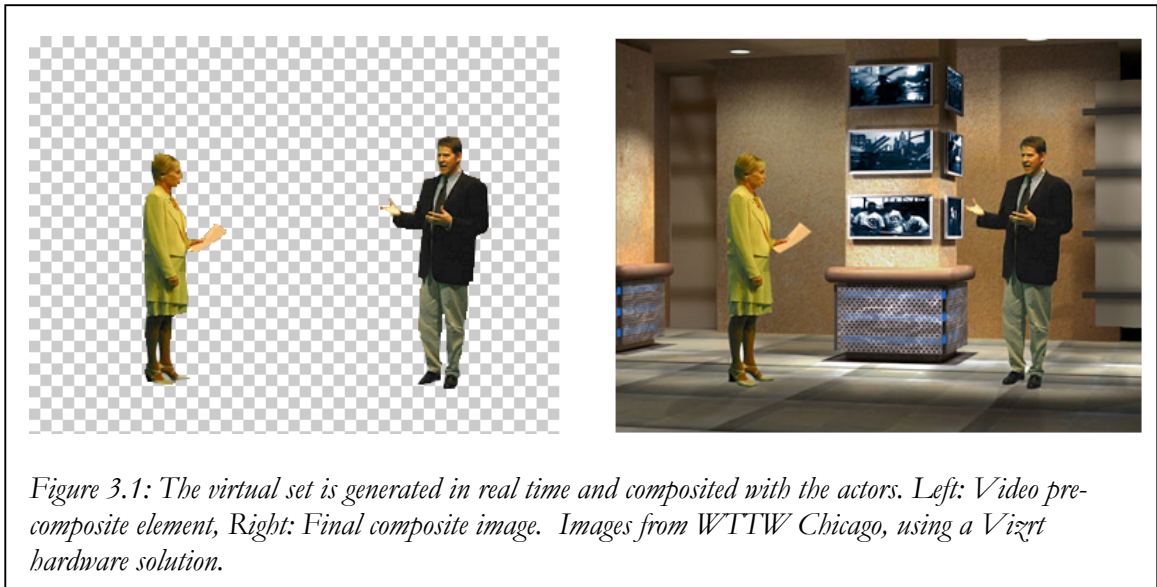 Figure 3.1: The virtual set is generated in real time and composited with the actors. Left: Video pre-
composite element, Right: Final composite image. Images from WTTW Chicago, using a Vizrt
hardware solution.